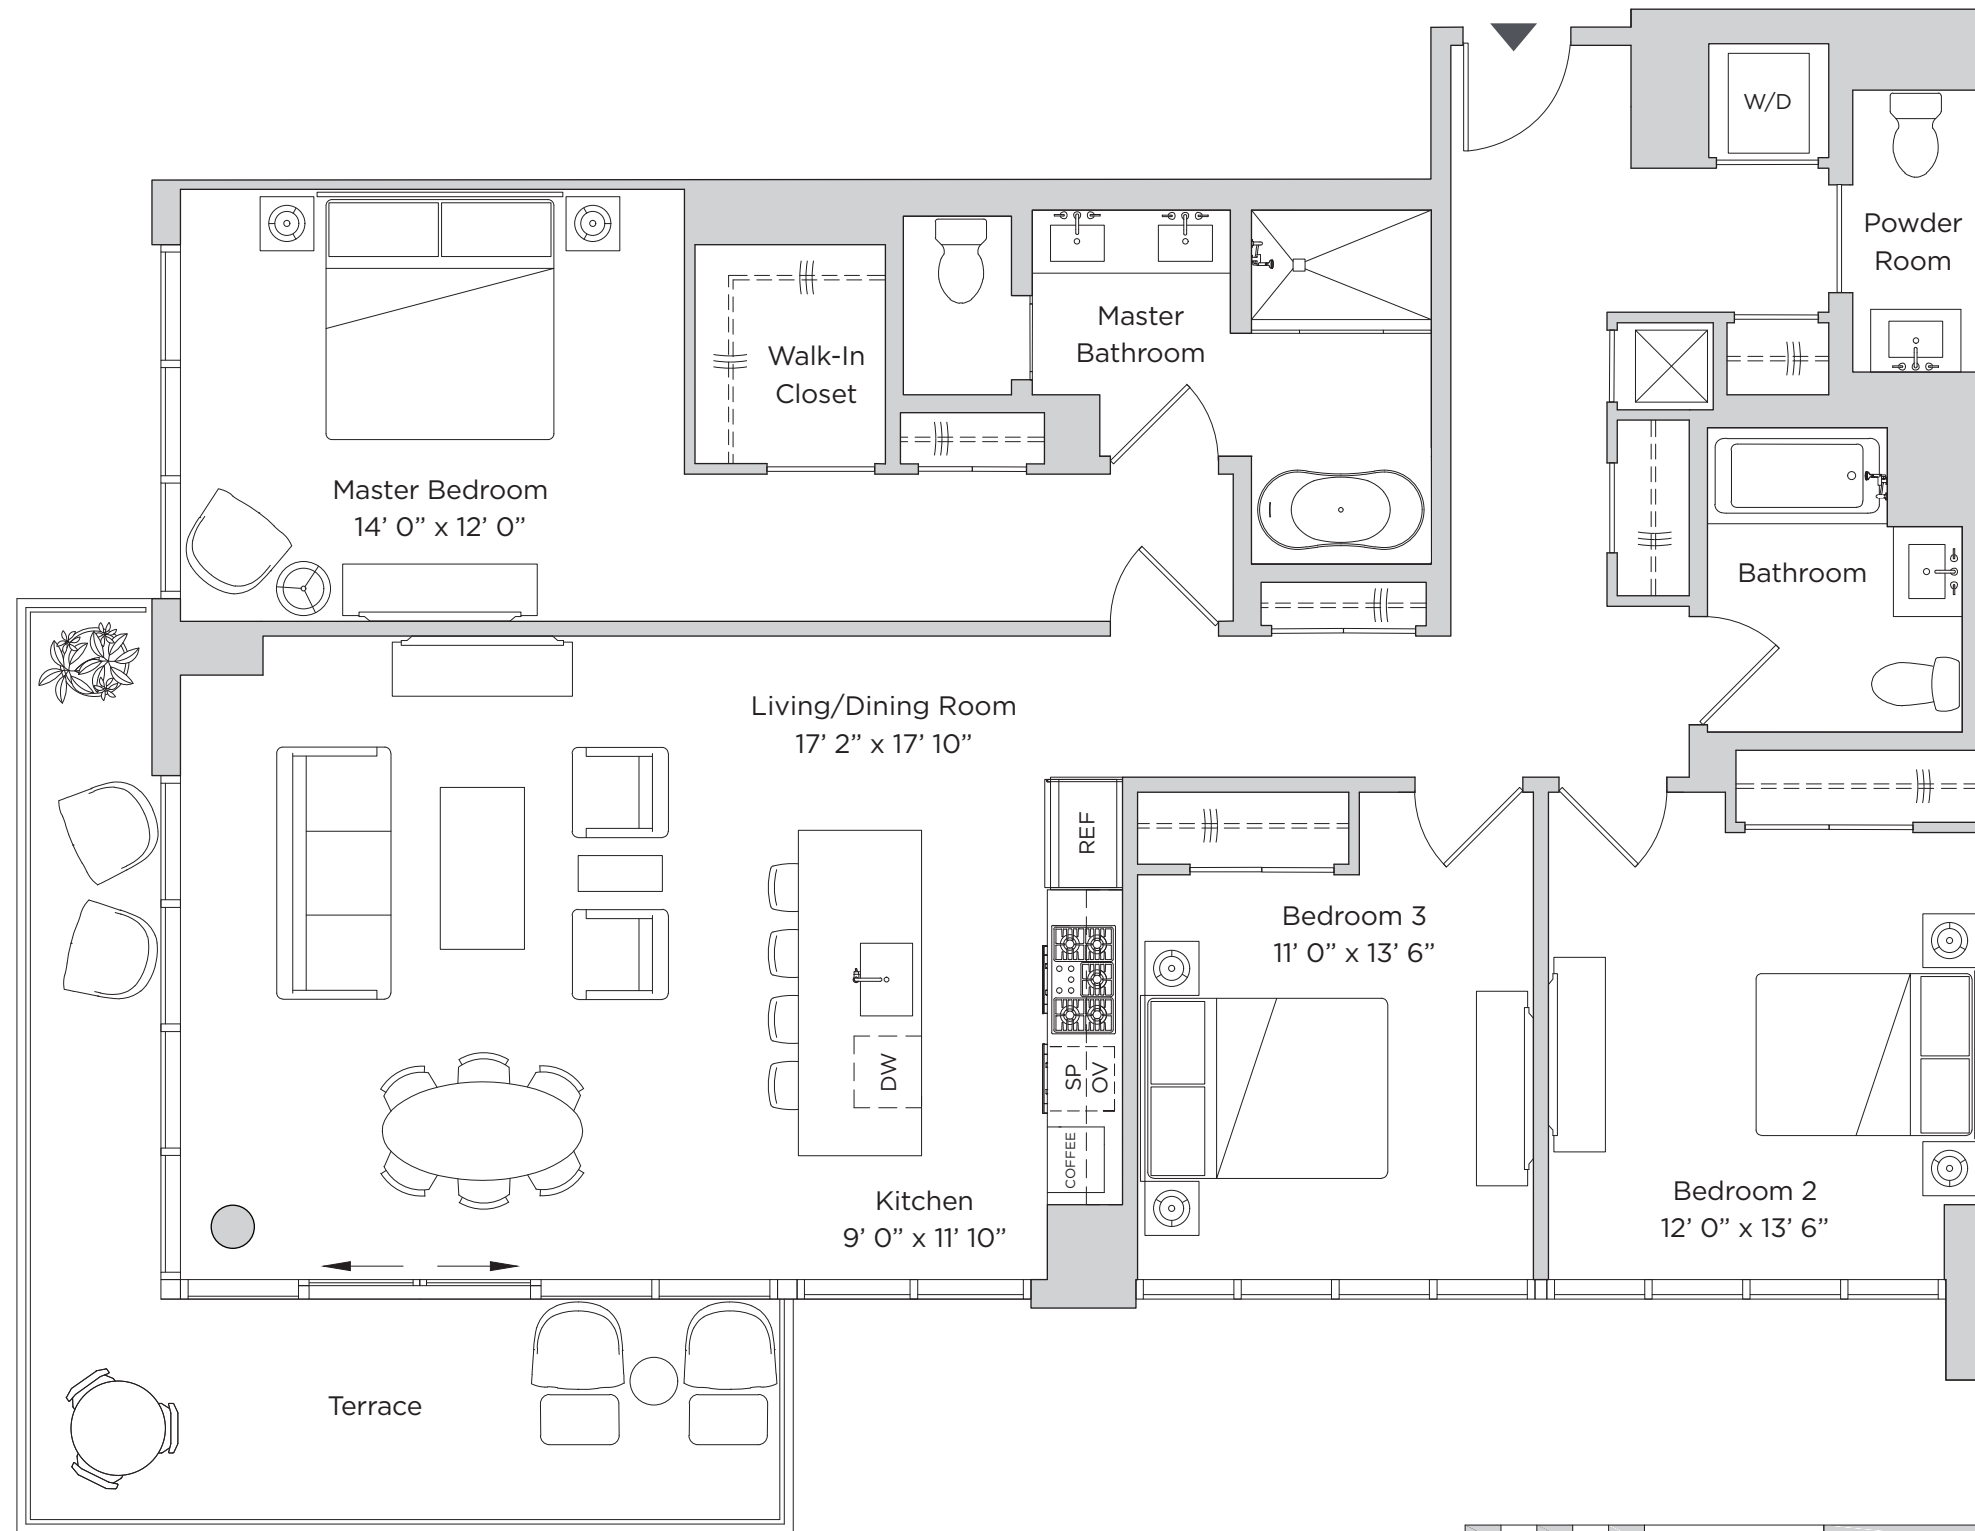 W/D
Powder
Room
Master
Bathroom
Walk-In
Closet
Master Bedroom
14’ 0” x 12’ 0”
Bathroom
Living/Dining Room
17’ 2” x 17’ 10”
REF
Bedroom 3
11’ 0” x 13’ 6”
DW
SP
OV
COFFEE
Kitchen
9’ 0” x 11’ 10”
Bedroom 2
12’ 0” x 13’ 6”
Terrace